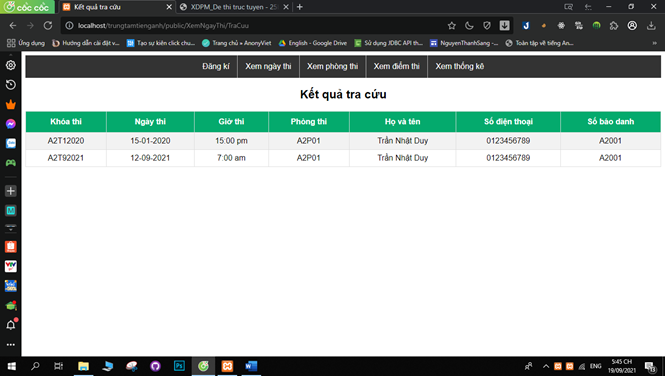 cốc cốc
Kết quả tra cứu
XDPM_De thi truc tuyen - 25
localhost/trungtamtienganh/public/XemNgayThi/TraCuu
Ứng dụng
Hướng dẫn cài đặt v...
Tạo sự kiện click chu...
Trang chủ • AnonyViet
English - Google Drive
Sử dụng JDBC API th...
NguyenThanhSang -...
Toàn tập về tiếng An...
Đăng kí
Xem ngày thi
Xem phòng thi
Xem điểm thi
Xem thống kê
Kết quả tra cứu
Khóa thi Ngày thi Giờ thi Phòng thi Họ và tên Số điện thoại Số báo danh
A2T12020 15-01-2020 15:00 pm A2P01 Trần Nhật Duy 0123456789 A2001
A2T92021 12-09-2021 7:00 am A2P01 Trần Nhật Duy 0123456789 A2001
ENG
5:45 CH
19/09/2021